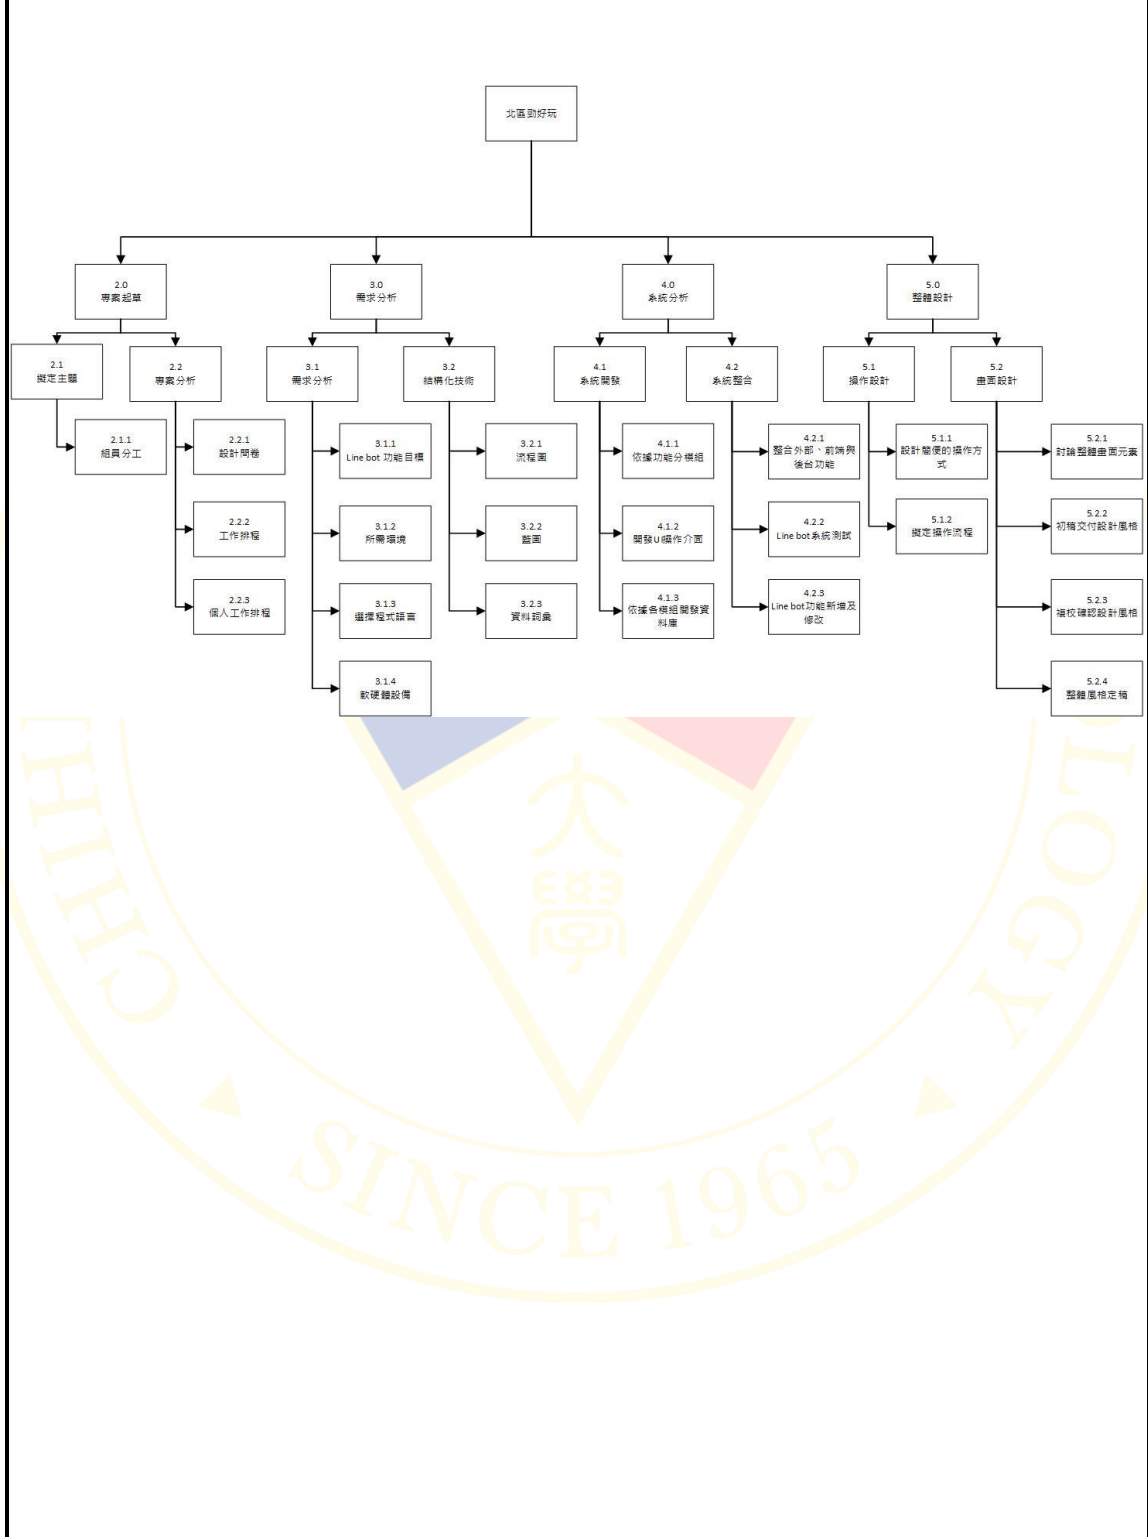 北區勁好玩
2.0
專案起草
3.0
需求分析
4.0
系統分析
5.0
整體設計
2.1
擬定主題
2.2
專案分析
3.1
需求分析
3.2
結構化技術
4.1
系統開發
4.2
系統整合
5.1
操作設計
5.2
畫面設計
2.1.1
組員分工
2.2.1
設計問卷
3.1.1
Line bot 功能目標
3.2.1
流程圖
4.1.1
依據功能分模組
4.2.1
整合外部、前端與
後台功能
5.1.1
設計簡便的操作方
式
5.2.1
討論整體畫面元素
2.2.2
工作排程
3.1.2
所需環境
3.2.2
藍圖
4.1.2
開發UI操作介面
4.2.2
Line bot系統測試
5.1.2
擬定操作流程
5.2.2
初稿交付設計風格
2.2.3
個人工作排程
3.1.3
選擇程式語言
3.2.3
資料詞彙
4.1.3
依據各模組開發資
料庫
4.2.3
Line bot功能新增及
修改
5.2.3
複校確認設計風格
3.1.4
軟硬體設備
5.2.4
整體風格定稿
大
學
CHIH
LOGY
SINCE 1965